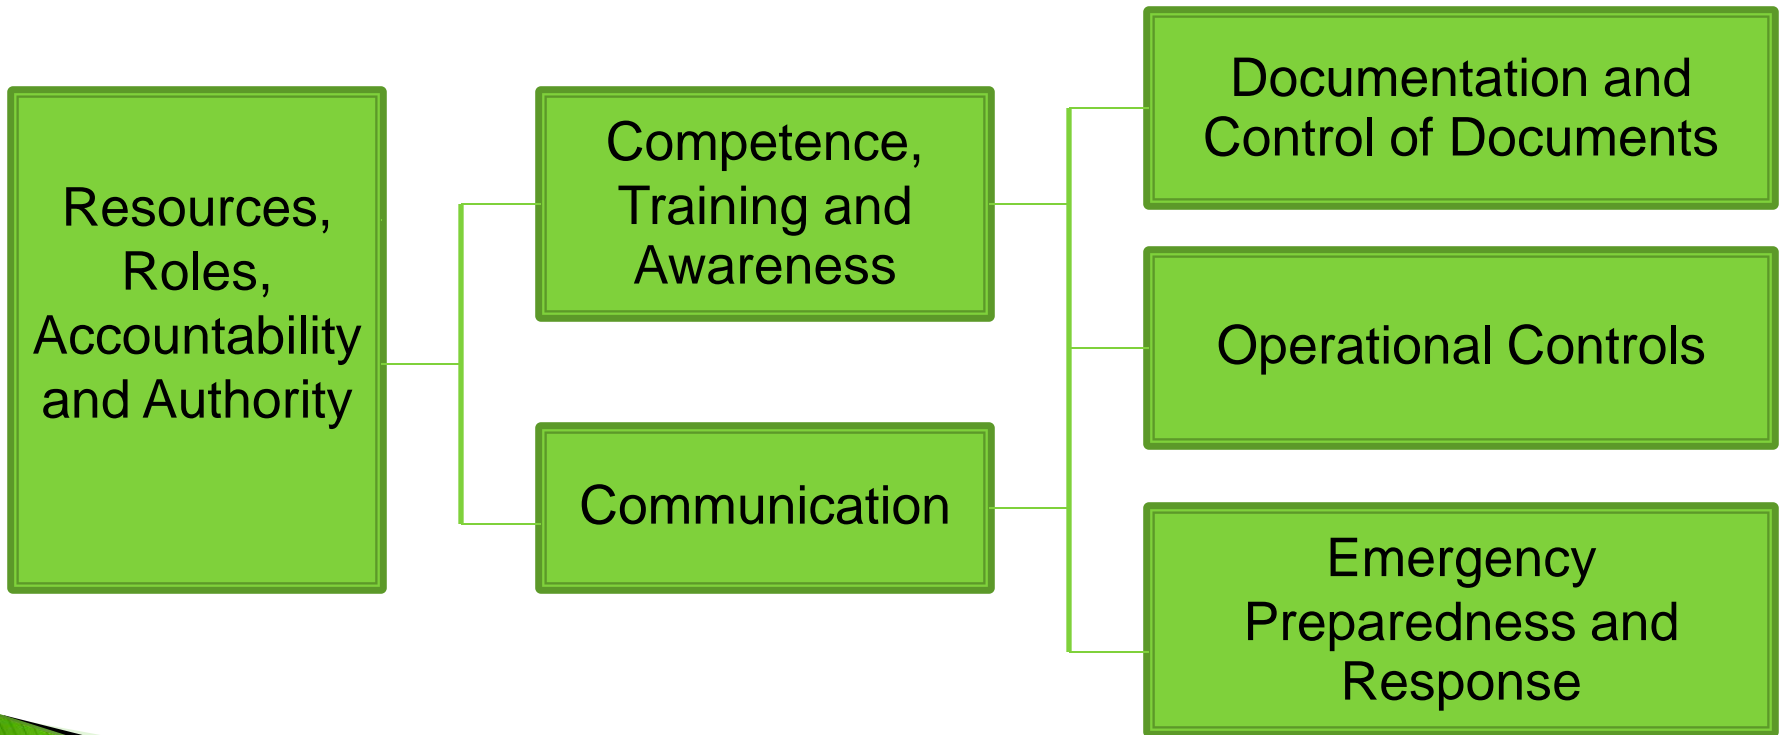 Resources,
Roles,
Accountability
and Authority
Competence,
Training and
Awareness
Communication
Documentation and
Control of Documents
Operational Controls
Emergency
Preparedness and
Response